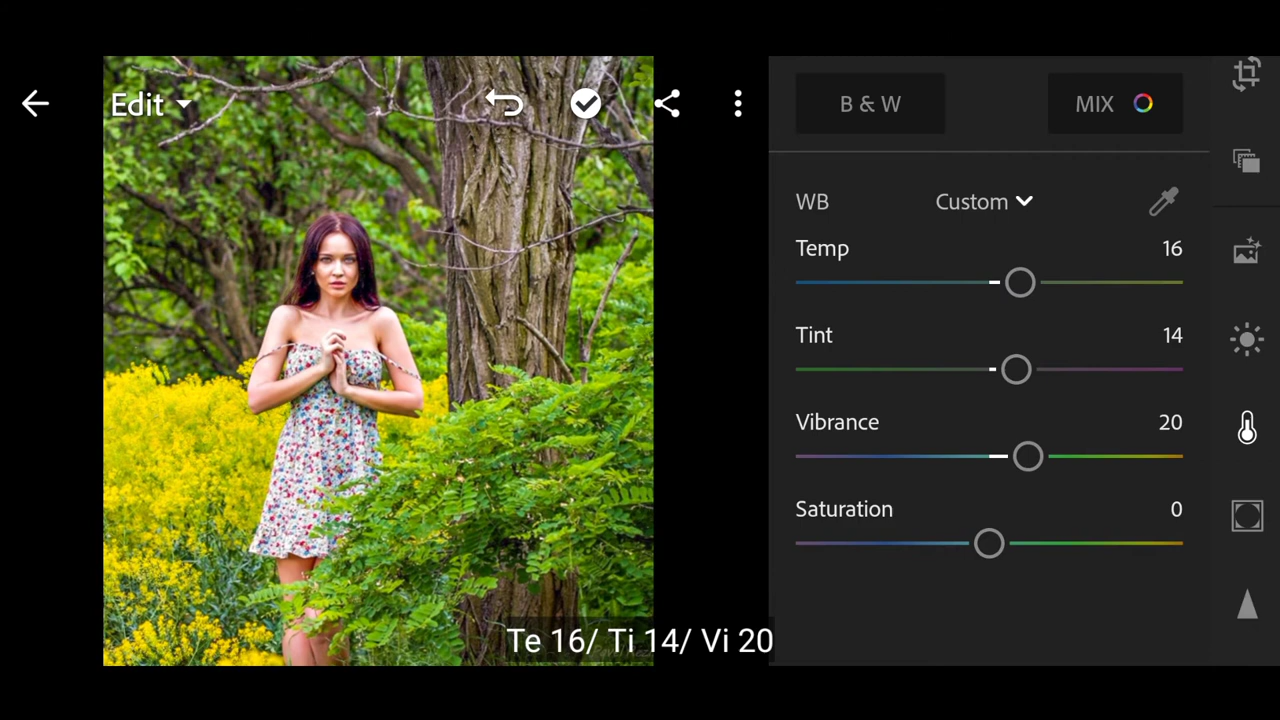 Edit
B & W
MIX
WB
Custom
Temp
16
Tint
14
Vibrance
20
Saturation
0
Te 16/ Ti 14/ Vi 20